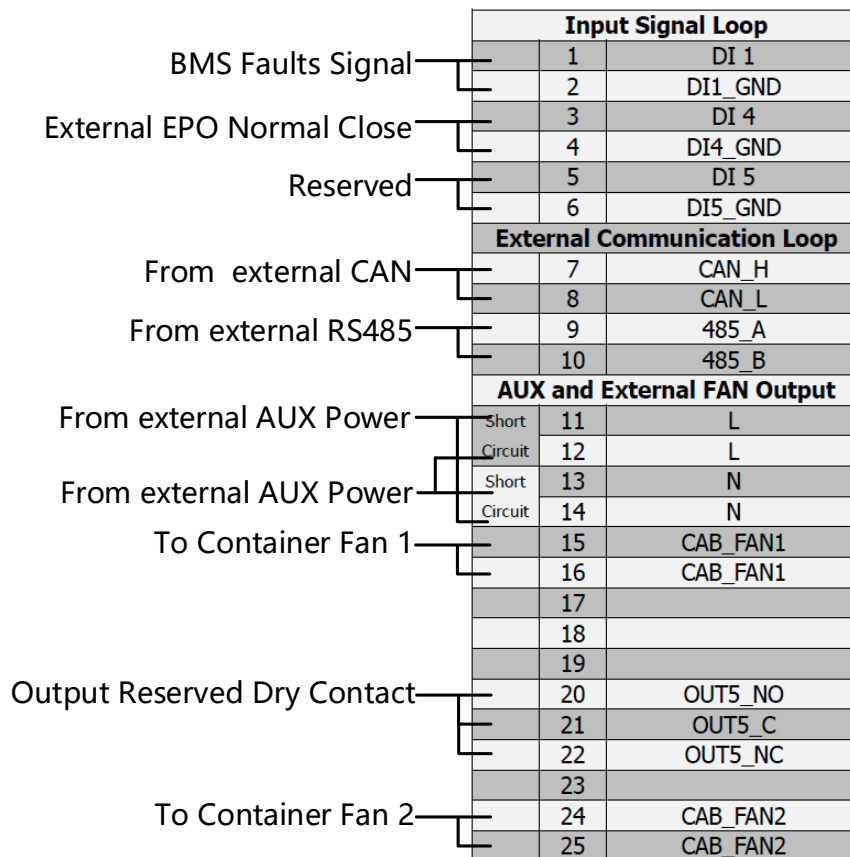 Input Signal Loop
BMS Faults Signal
1 DI 1
2 DI1_GND
External EPO Normal Close
3 DI 4
4 DI4_GND
Reserved
5 DI 5
6 DI5_GND
External Communication Loop
From external CAN
7 CAN_H
8 CAN_L
From external RS485
9 485_A
10 485_B
AUX and External FAN Output
From external AUX Power
Short 11 L
Circuit 12 L
From external AUX Power
Short 13 N
Circuit 14 N
To Container Fan 1
15 CAB_FAN1
16 CAB_FAN1
17
18
19
Output Reserved Dry Contact
20 OUT5_NO
21 OUT5_C
22 OUT5_NC
23
To Container Fan 2
24 CAB_FAN2
25 CAB_FAN2